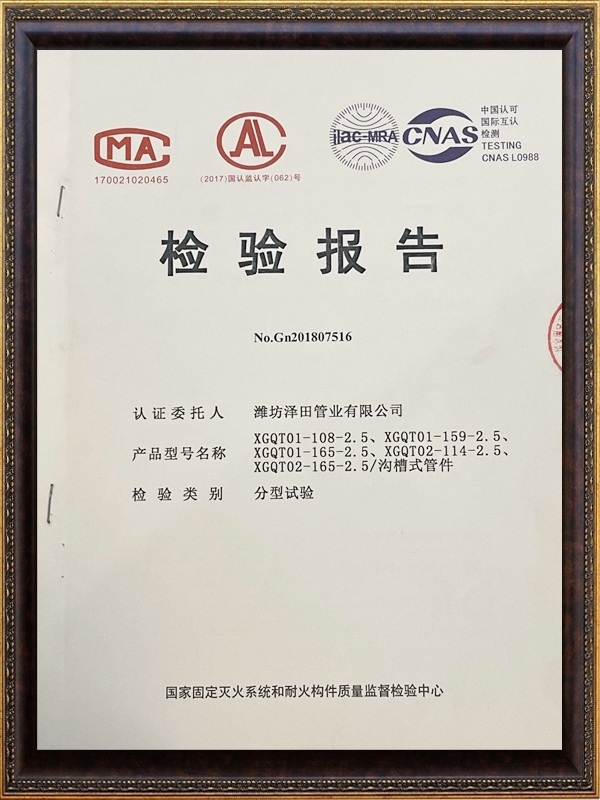 CMA
170021020465
CAL
(2017)国认监认字(062)号
ilac-MRA
CNAS
中国认可
国际互认
检测
TESTING
CNAS L0988
检验报告
No.Gn201807516
认证委托人 潍坊泽田管业有限公司
产品型号名称 XGQT01-108-2.5、XGQT01-159-2.5、
XGQT01-165-2.5、XGQT02-114-2.5、
XGQT02-165-2.5/沟槽式管件
检验类别 分型试验
国家固定灭火系统和耐火构件质量监督检验中心